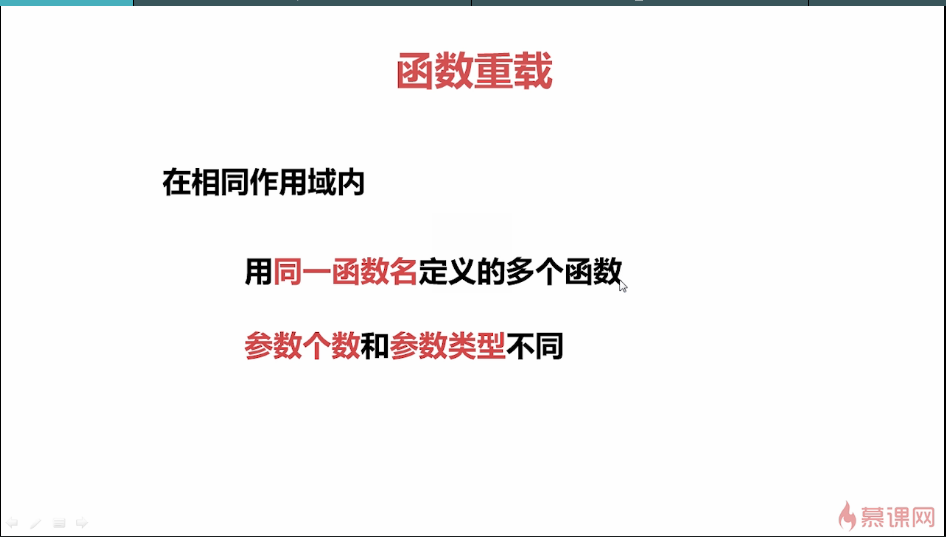 函数重载
在相同作用域内
用同一函数名定义的多个函数
参数个数和参数类型不同
慕课网